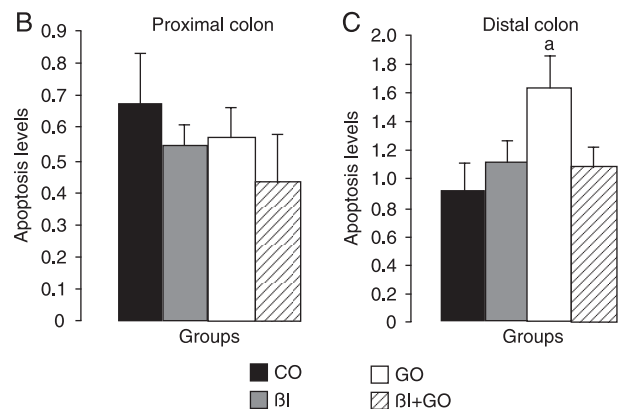 B
Proximal colon
Apoptosis levels
0.9
0.8
0.7
0.6
0.5
0.4
0.3
0.2
0.1
0
Groups
C
Distal colon
Apoptosis levels
2.0
1.8
1.6
1.4
1.2
1.0
0.8
0.6
0.4
0.2
0
a
Groups
CO
GO
ßI
ßI+GO